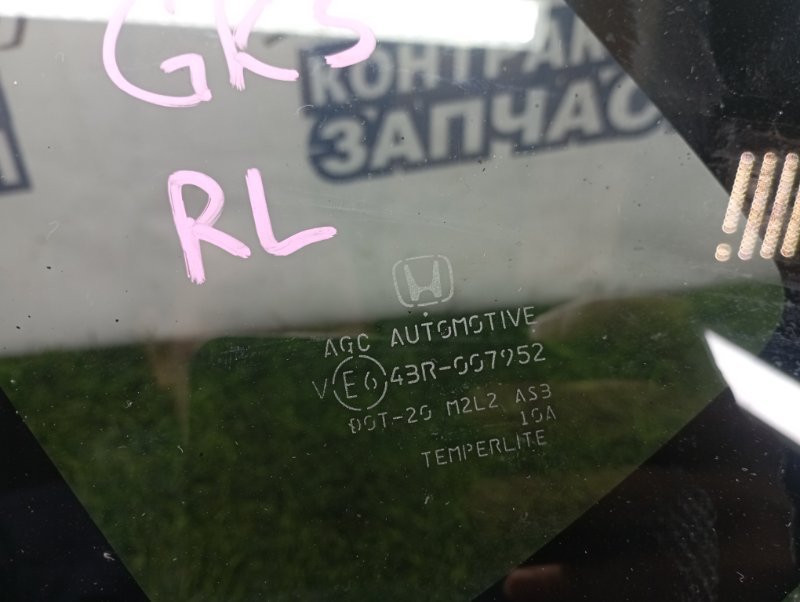 GK5
КОНТРАК
ЗАПЧАС
RL
AGC AUTOMOTIVE
V E6 43R-007952
DOT-20 M2L2 AS3
10A
TEMPERLITE